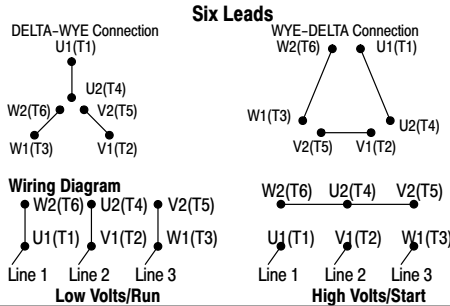 Six Leads
DELTA-WYE Connection
U1(T1)
U2(T4)
W2(T6) V2(T5)
W1(T3) V1(T2)
WYE-DELTA Connection
W2(T6) U1(T1)
W1(T3) U2(T4)
V2(T5) V1(T2)
Wiring Diagram
W2(T6) U2(T4) V2(T5)
U1(T1) V1(T2) W1(T3)
Line 1 Line 2 Line 3
Low Volts/Run
W2(T6) U2(T4) V2(T5)
U1(T1) V1(T2) W1(T3)
Line 1 Line 2 Line 3
High Volts/Start